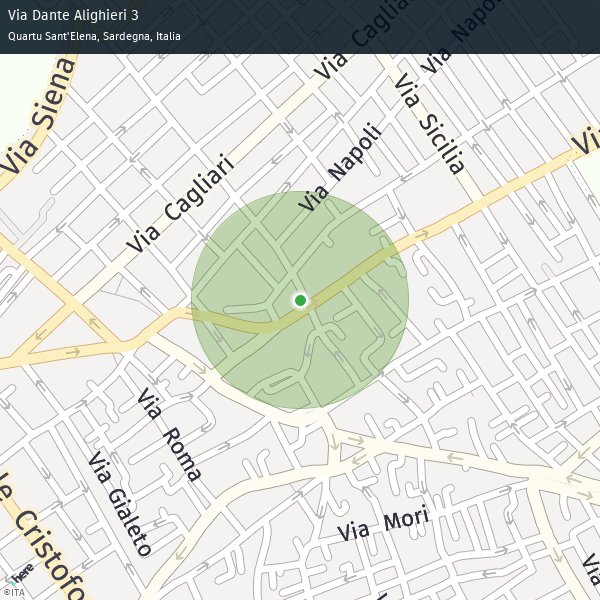 Via Dante Alighieri 3
Quartu Sant'Elena, Sardegna, Italia
Via Cagliari
Via Napoli
Via Siena
Via Sicilia
Via Napoli
Via Cagliari
Via Roma
Via Gialeto
Via Mori
Cristofo
Via
here
©ITA